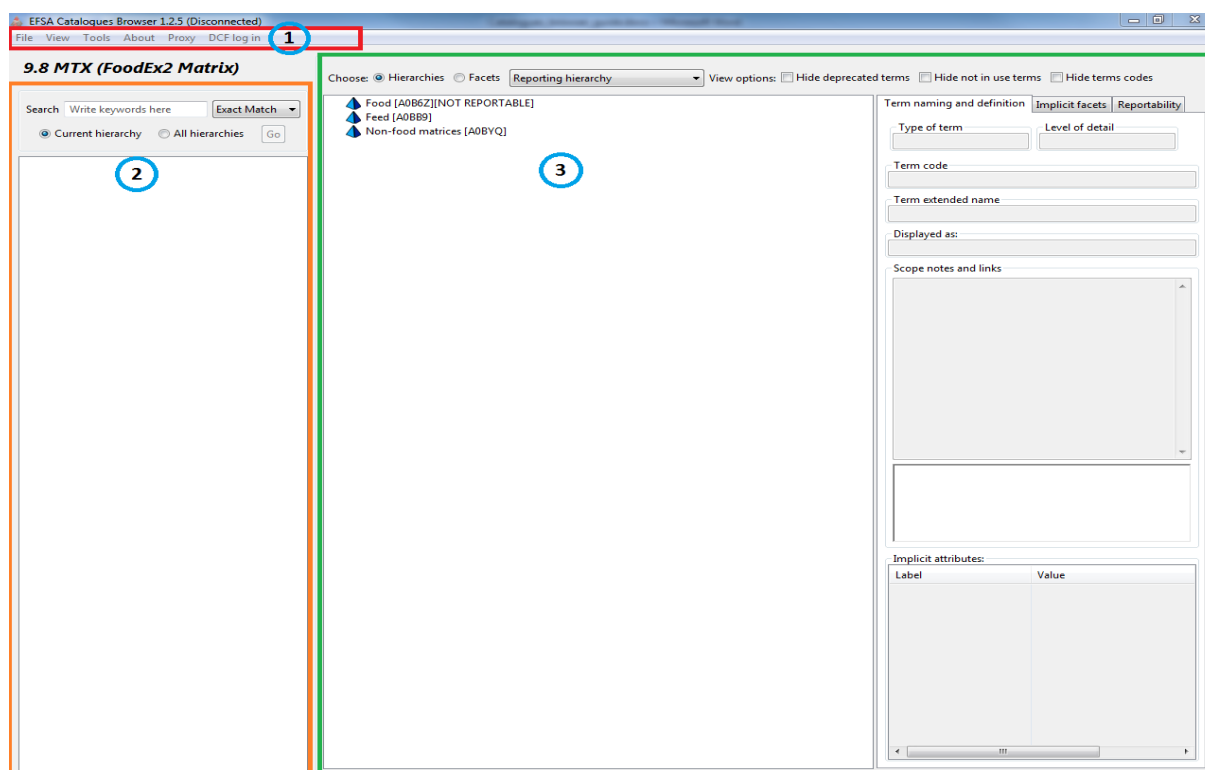 EFSA Catalogues Browser 1.2.5 (Disconnected)
File View Tools About Proxy DCF log in
1
9.8 MTX (FoodEx2 Matrix)
Search Write keywords here Exact Match
Current hierarchy All hierarchies Go
2
Choose: Hierarchies Facets Reporting hierarchy View options: Hide deprecated terms Hide not in use terms Hide terms codes
Food [A0B6Z][NOT REPORTABLE]
Feed [A0BB9]
Non-food matrices [A0BYQ]
3
Term naming and definition Implicit facets Reportability
Type of term Level of detail
Term code
Term extended name
Displayed as:
Scope notes and links
Implicit attributes:
Label Value